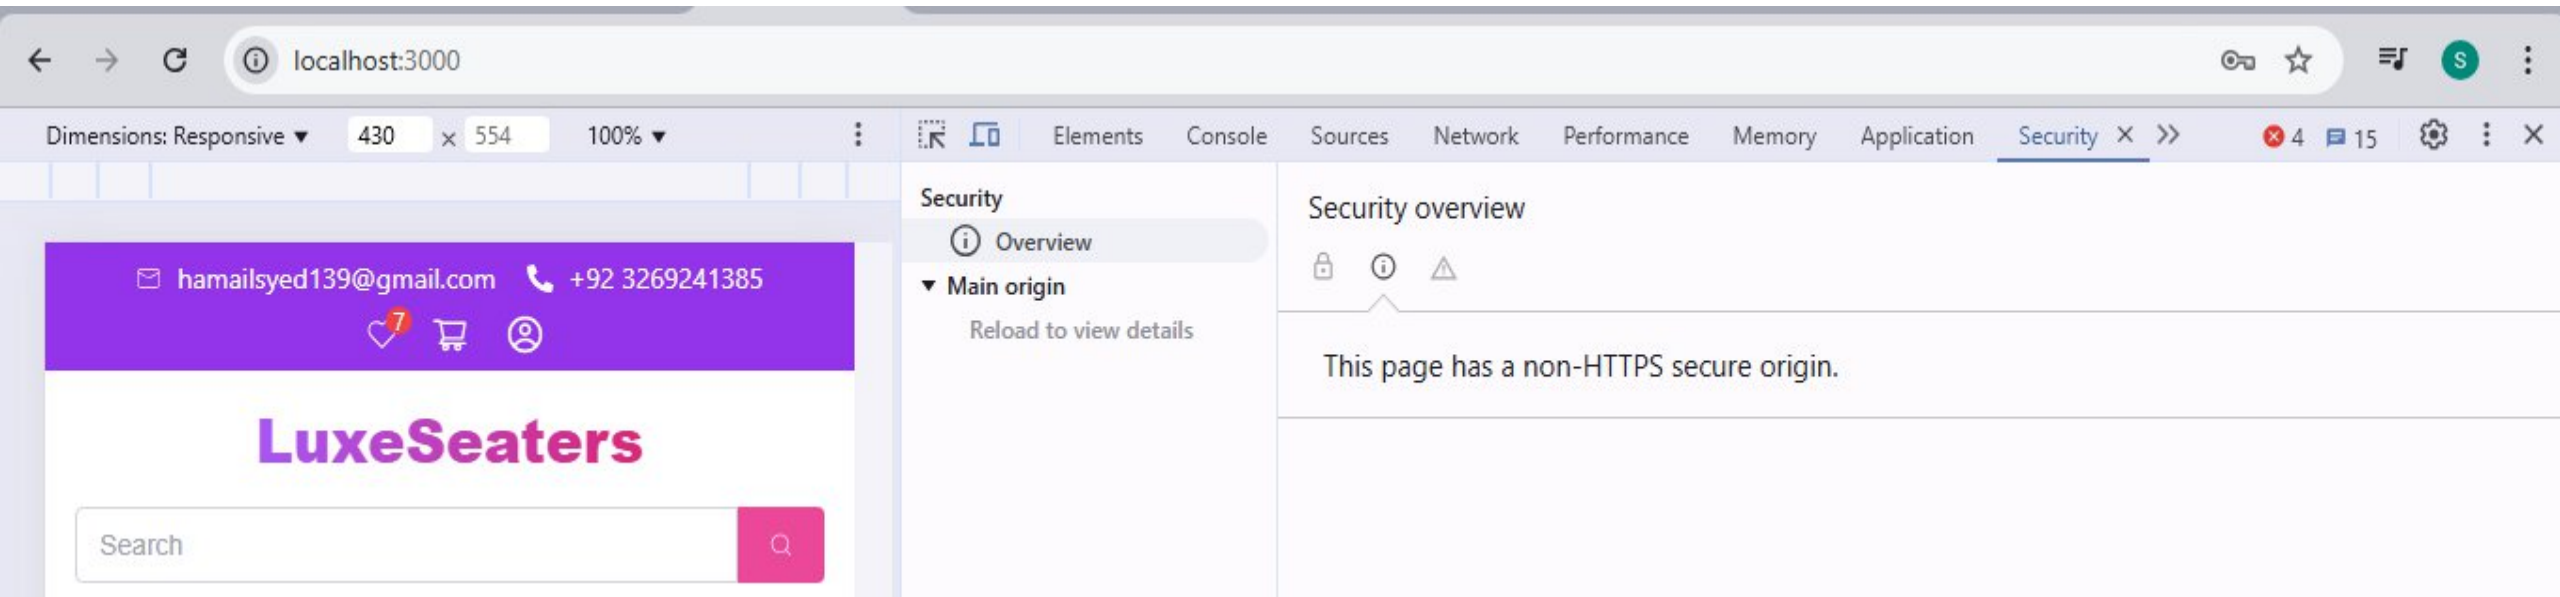 localhost:3000
S
Dimensions: Responsive ▼ 430 × 554 100% ▼
Elements Console Sources Network Performance Memory Application Security 4 15
Security
Overview
Main origin
Reload to view details
Security overview
This page has a non-HTTPS secure origin.
hamailsyed139@gmail.com +92 3269241385
7
LuxeSeaters
Search